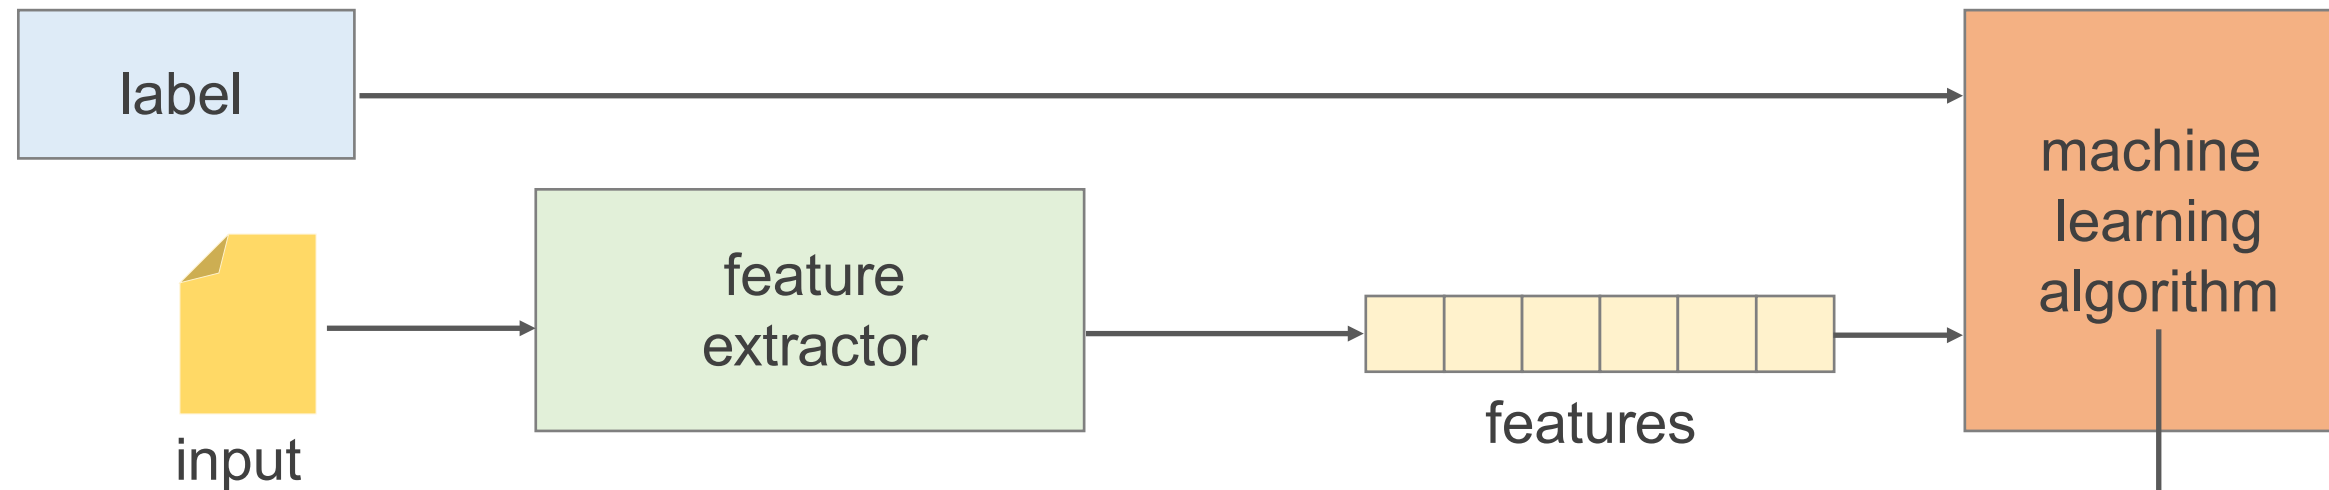 label
machine
learning
algorithm
feature
extractor
features
input